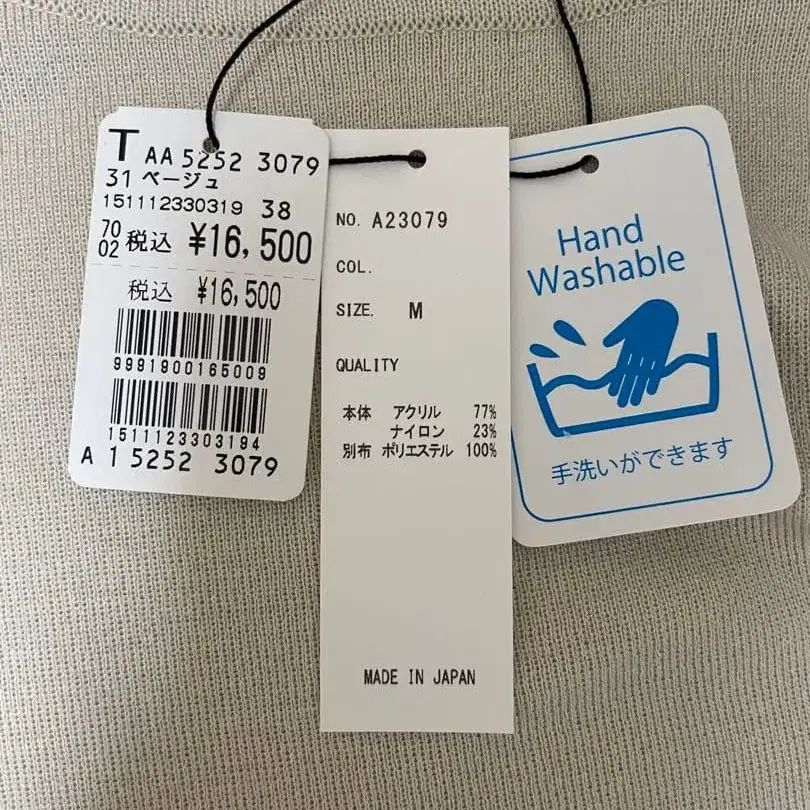 T AA 5252 3079
31 ベージュ
151112330319 38
7002 税込 ¥16,500
税込 ¥16,500
9991900165009
1511123303194
A 1 5252 3079
NO. A23079
COL.
SIZE. M
QUALITY
本体 アクリル 77%
ナイロン 23%
別布 ポリエステル 100%
MADE IN JAPAN
Hand
Washable
手洗いができます